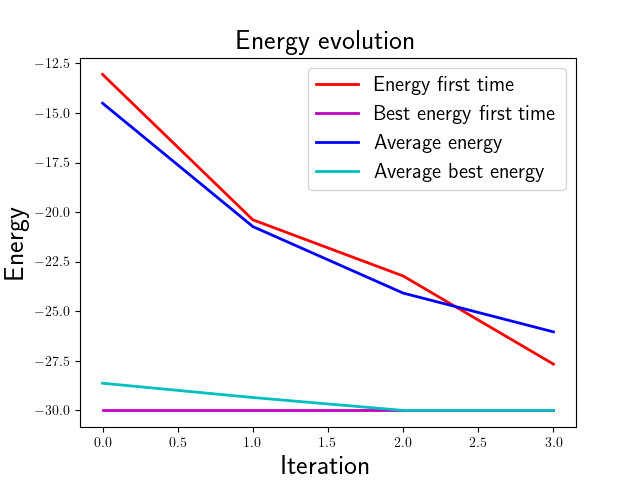 Energy evolution
−12.5
−15.0
−17.5
−20.0
−22.5
−25.0
−27.5
−30.0
Energy
Energy first time
Best energy first time
Average energy
Average best energy
0.0 0.5 1.0 1.5 2.0 2.5 3.0
Iteration